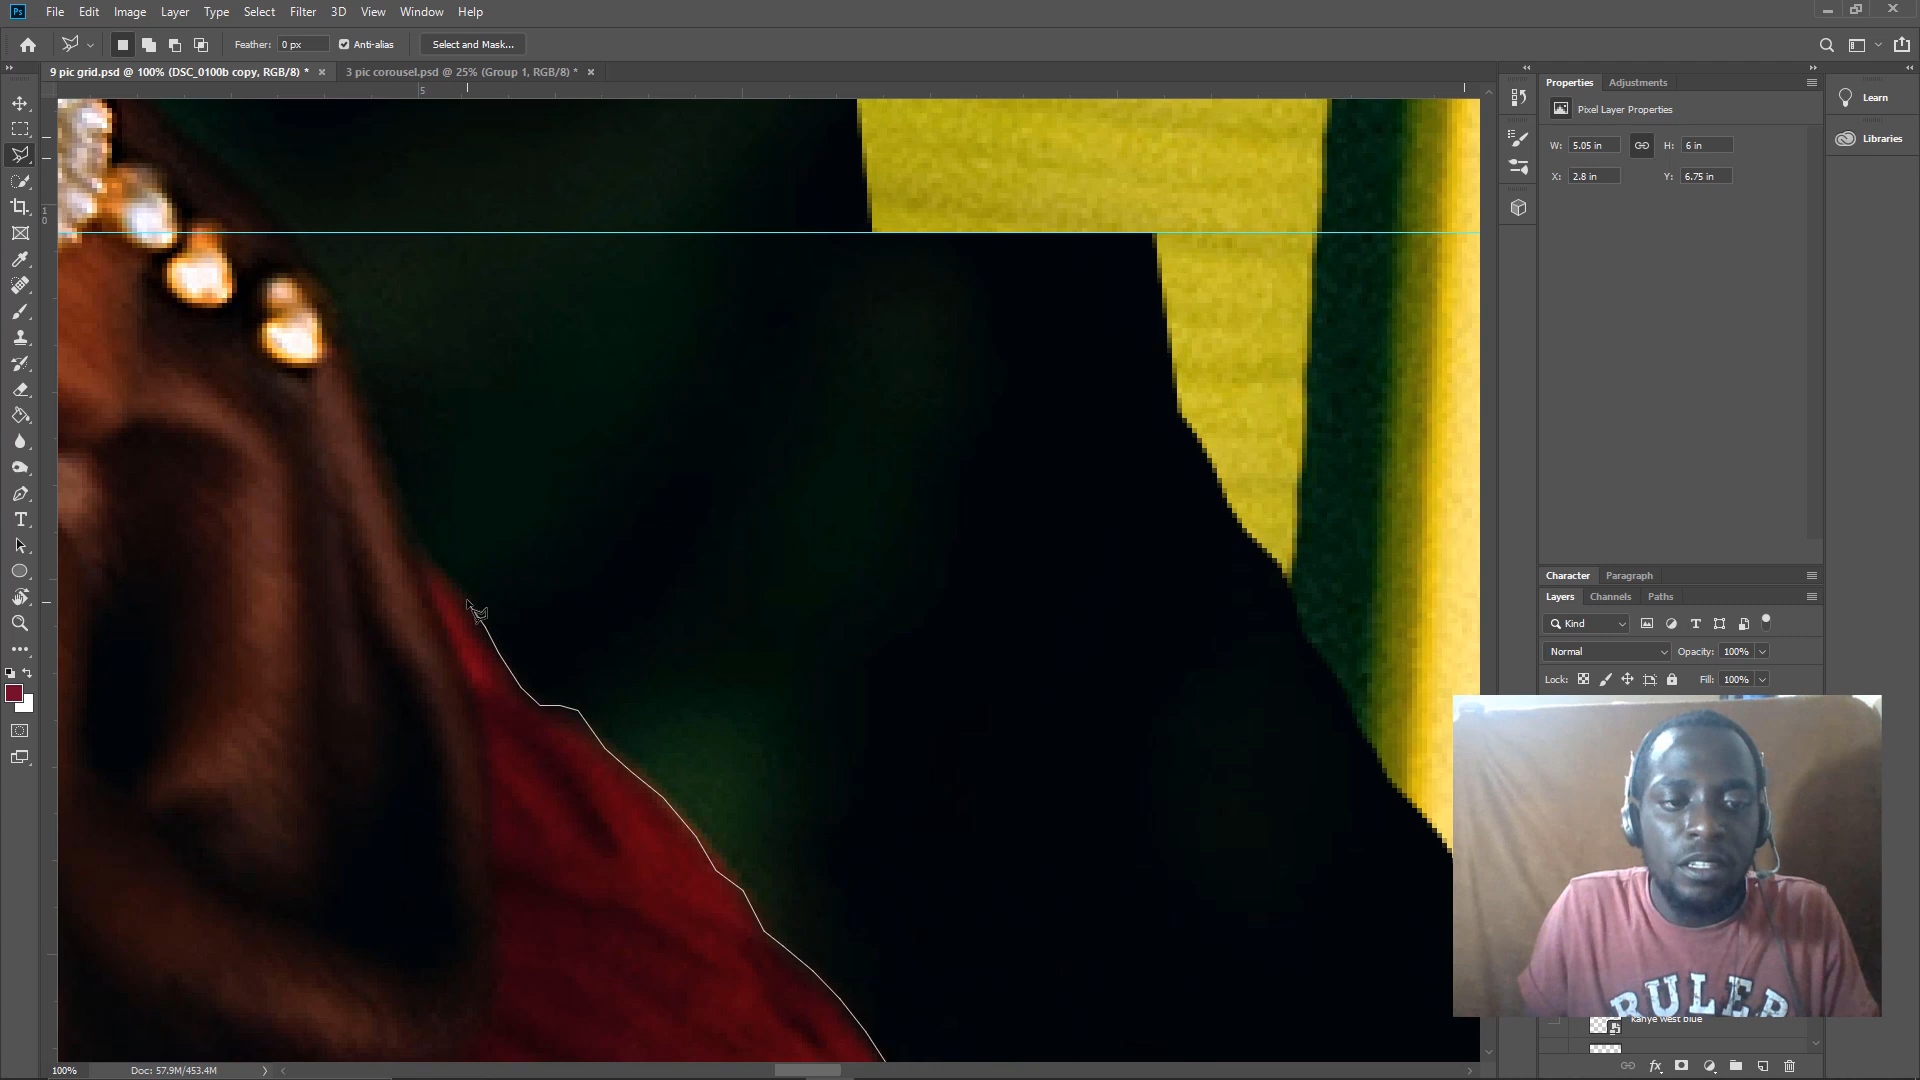 Ps File Edit Image Layer Type Select Filter 3D View Window Help
Feather: 0 px Anti-alias Select and Mask...
9 pic grid.psd @ 100% (DSC_0100b copy, RGB/8) * × 3 pic corousel.psd @ 25% (Group 1, RGB/8) * ×
5
10
Properties Adjustments
Pixel Layer Properties
W: 5.05 in H: 6 in
X: 2.8 in Y: 6.75 in
Learn
Libraries
Character Paragraph
Layers Channels Paths
Kind
Normal Opacity: 100%
Lock: Fill: 100%
RULER
kanye west blue
100% Doc: 57.9M/453.4M